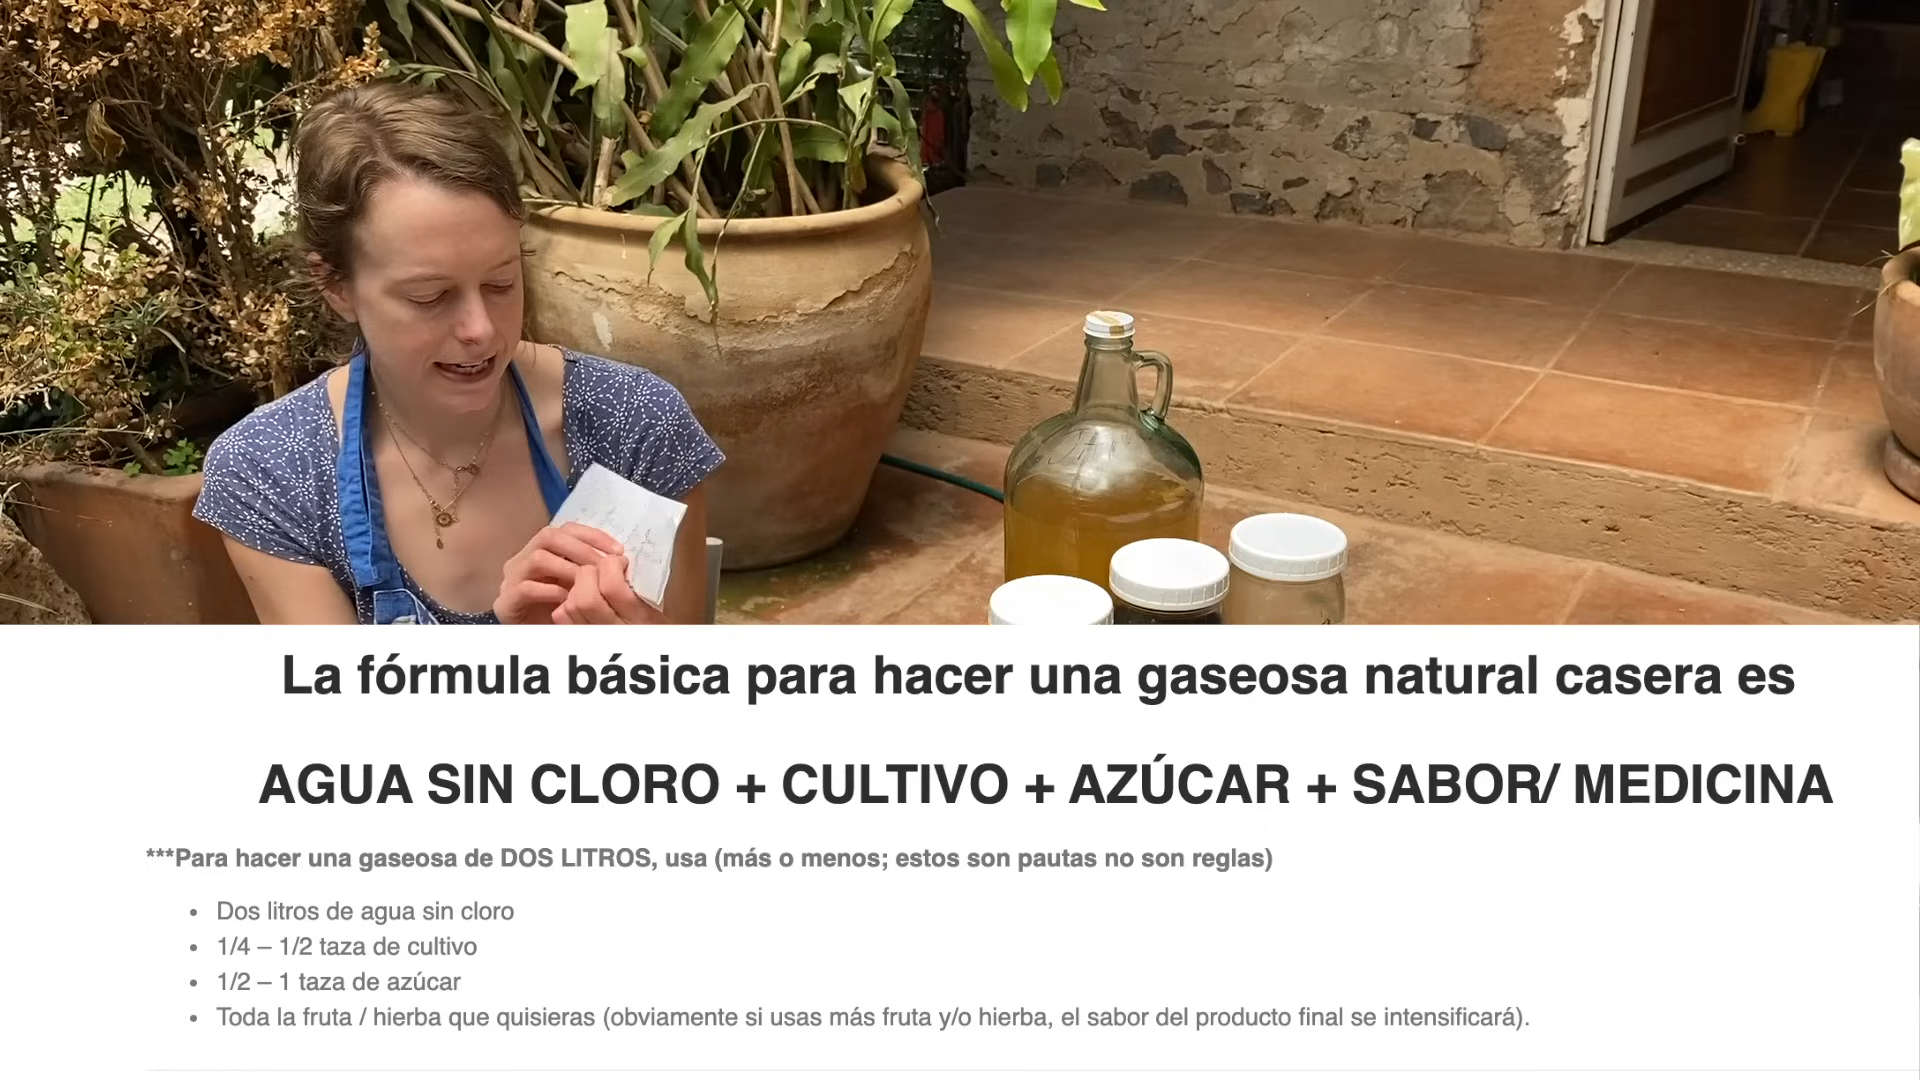 La fórmula básica para hacer una gaseosa natural casera es
AGUA SIN CLORO + CULTIVO + AZÚCAR + SABOR/ MEDICINA
***Para hacer una gaseosa de DOS LITROS, usa (más o menos; estos son pautas no son reglas)
• Dos litros de agua sin cloro
• 1/4 – 1/2 taza de cultivo
• 1/2 – 1 taza de azúcar
• Toda la fruta / hierba que quisieras (obviamente si usas más fruta y/o hierba, el sabor del producto final se intensificará).